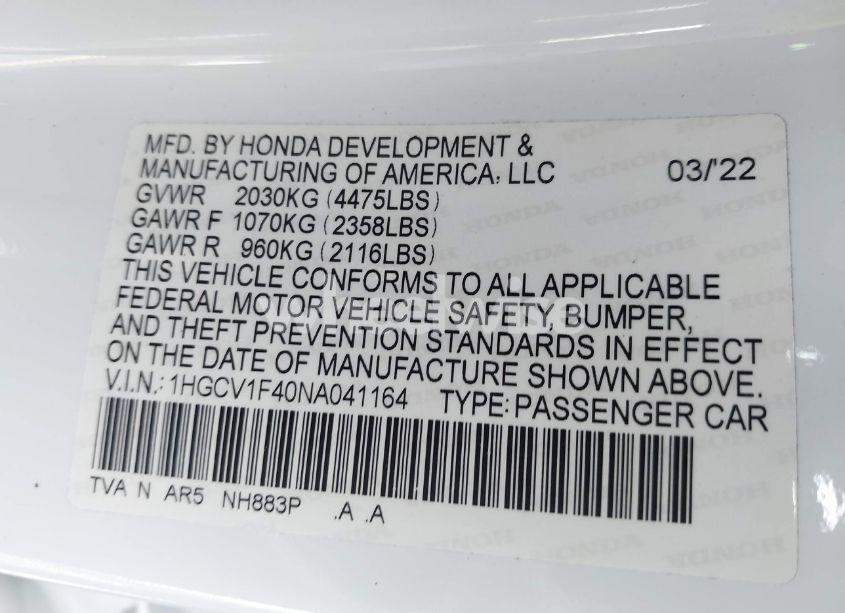 MFD. BY HONDA DEVELOPMENT &
MANUFACTURING OF AMERICA, LLC 03/'22
GVWR 2030KG (4475LBS)
GAWR F 1070KG (2358LBS)
GAWR R 960KG (2116LBS)
THIS VEHICLE CONFORMS TO ALL APPLICABLE
FEDERAL MOTOR VEHICLE SAFETY, BUMPER,
AND THEFT PREVENTION STANDARDS IN EFFECT
ON THE DATE OF MANUFACTURE SHOWN ABOVE.
V.I.N.: 1HGCV1F40NA041164 TYPE: PASSENGER CAR
TVA N AR5 NH883P .A .A